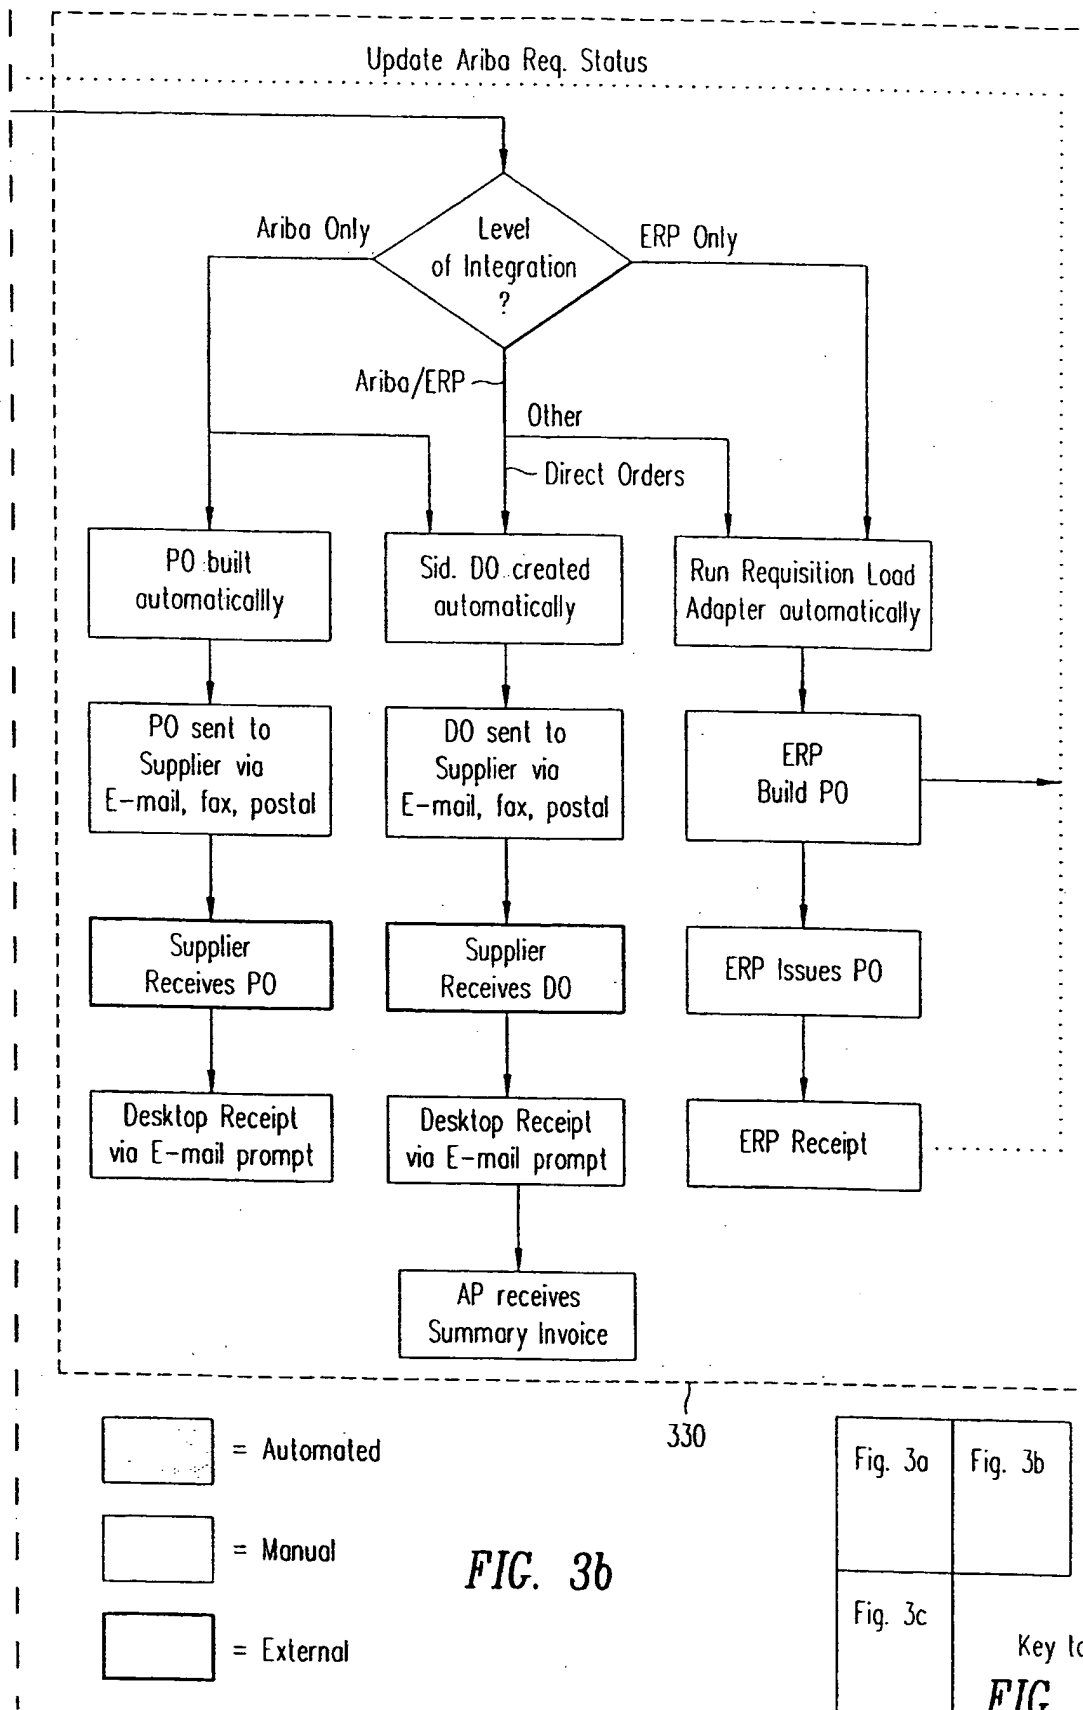 Update Ariba Req. Status
Ariba Only
Level
of Integration
?
ERP Only
Ariba/ERP
Other
Direct Orders
PO built
automaticallly
Sid. DO created
automatically
Run Requisition Load
Adapter automatically
PO sent to
Supplier via
E-mail, fax, postal
DO sent to
Supplier via
E-mail, fax, postal
ERP
Build PO
Supplier
Receives PO
Supplier
Receives DO
ERP Issues PO
Desktop Receipt
via E-mail prompt
Desktop Receipt
via E-mail prompt
ERP Receipt
AP receives
Summary Invoice
330
= Automated
= Manual
= External
FIG. 3b
Fig. 3a
Fig. 3b
Fig. 3c
Key to
FIG